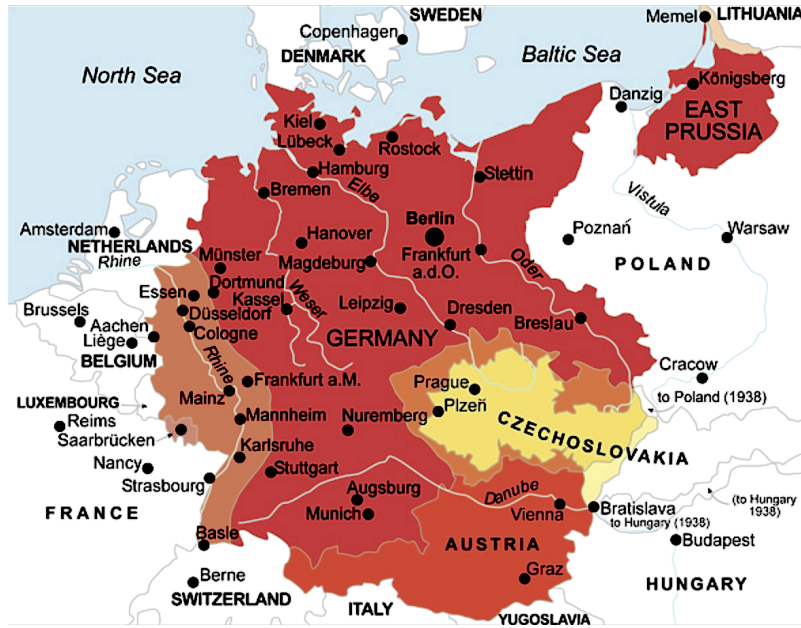 SWEDEN
Memel
LITHUANIA
Copenhagen
DENMARK
Baltic Sea
North Sea
Königsberg
Danzig
EAST
PRUSSIA
Kiel
Lübeck
Rostock
Hamburg
Stettin
Elbe
Bremen
Vistula
Berlin
Amsterdam
NETHERLANDS
Hanover
Poznań
Warsaw
Rhine
Münster
Magdeburg
Frankfurt
a.d.O.
Oder
POLAND
Essen
Dortmund
Kassel
Weser
Leipzig
Brussels
Düsseldorf
Dresden
Breslau
Aachen
Cologne
GERMANY
Liège
BELGIUM
Rhine
Cracow
Frankfurt a.M.
Prague
to Poland (1938)
LUXEMBOURG
Mainz
Plzeň
Reims
Mannheim
Nuremberg
CZECHOSLOVAKIA
Saarbrücken
Karlsruhe
Nancy
Stuttgart
Strasbourg
Augsburg
Danube
(to Hungary
1938)
FRANCE
Munich
Vienna
Bratislava
to Hungary (1938)
Basle
AUSTRIA
Budapest
Berne
Graz
HUNGARY
SWITZERLAND
ITALY
YUGOSLAVIA